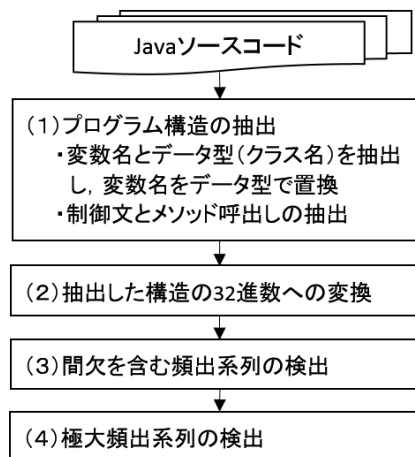 Javaソースコード
(1)プログラム構造の抽出
・変数名とデータ型(クラス名)を抽出
し，変数名をデータ型で置換
・制御文とメソッド呼出しの抽出
(2)抽出した構造の32進数への変換
(3)間欠を含む頻出系列の検出
(4)極大頻出系列の検出